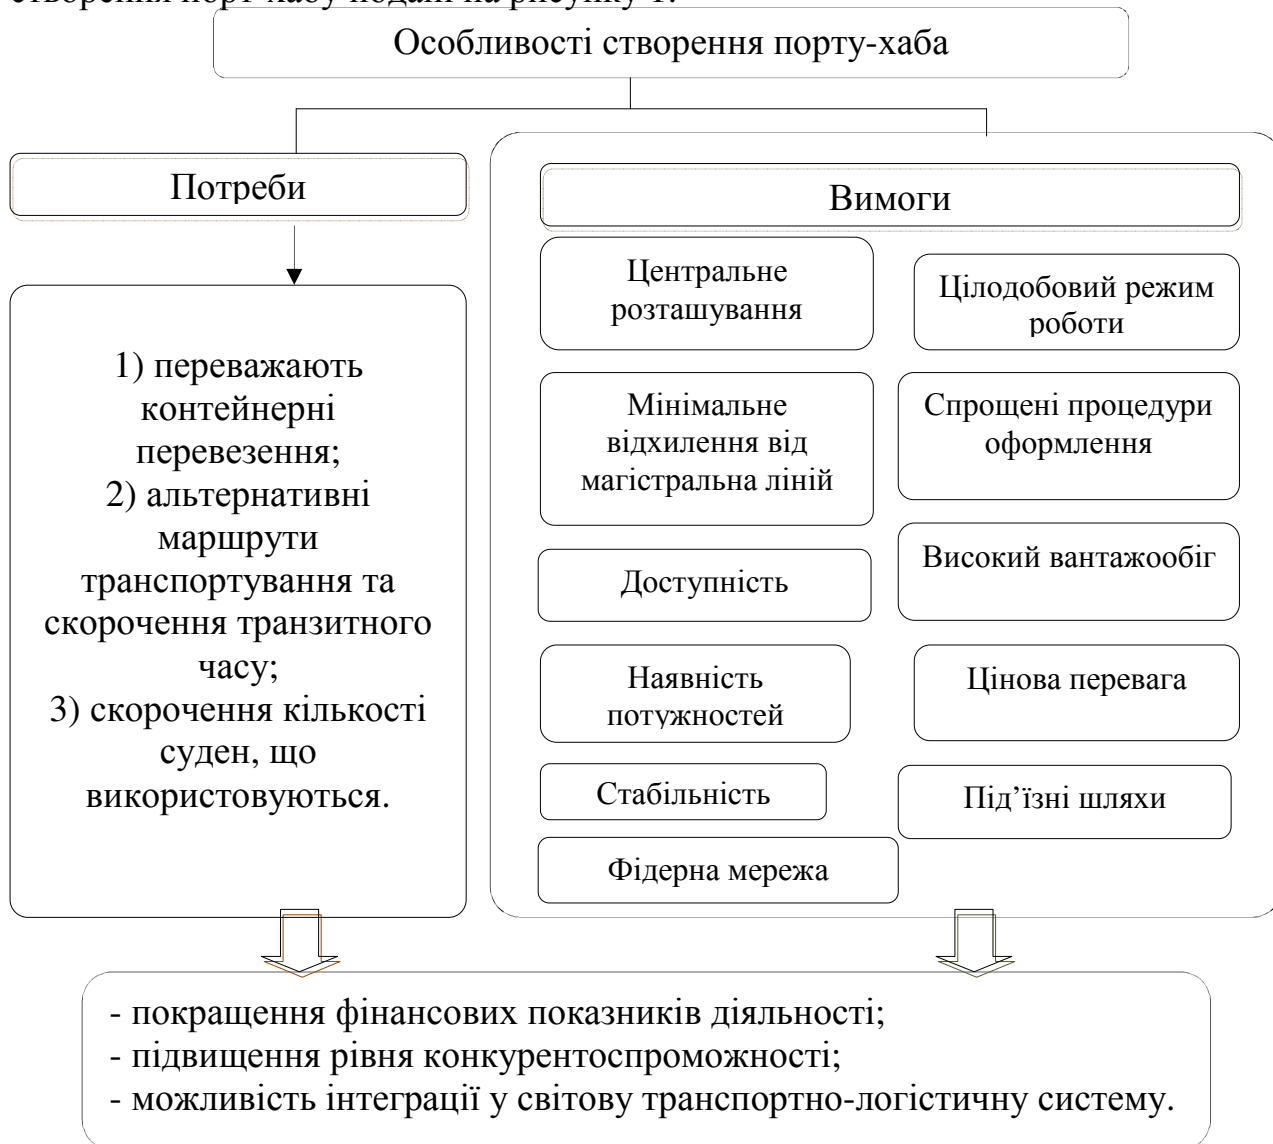 створення порт-хабу подані на рисунку 1.
Особливості створення порту-хаба
Потреби
1) переважають
контейнерні
перевезення;
2) альтернативні
маршрути
транспортування та
скорочення транзитного
часу;
3) скорочення кількості
суден, що
використовуються.
Вимоги
Центральне
розташування
Цілодобовий режим
роботи
Мінімальне
відхилення від
магістральна ліній
Спрощені процедури
оформлення
Доступність
Високий вантажообіг
Наявність
потужностей
Цінова перевага
Стабільність
Під’їзні шляхи
Фідерна мережа
- покращення фінансових показників діяльності;
- підвищення рівня конкурентоспроможності;
- можливість інтеграції у світову транспортно-логістичну систему.